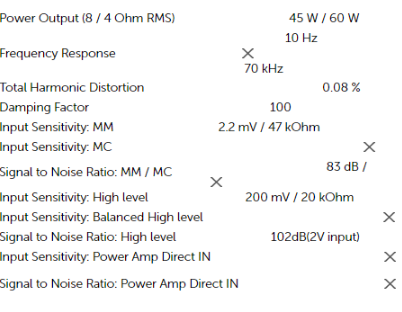 Power Output (8 / 4 Ohm RMS) 45 W / 60 W
10 Hz
Frequency Response ×
70 kHz
Total Harmonic Distortion 0.08 %
Damping Factor 100
Input Sensitivity: MM 2.2 mV / 47 kOhm
Input Sensitivity: MC ×
Signal to Noise Ratio: MM / MC 83 dB /
×
Input Sensitivity: High level 200 mV / 20 kOhm
Input Sensitivity: Balanced High level ×
Signal to Noise Ratio: High level 102dB(2V input)
Input Sensitivity: Power Amp Direct IN ×
Signal to Noise Ratio: Power Amp Direct IN ×